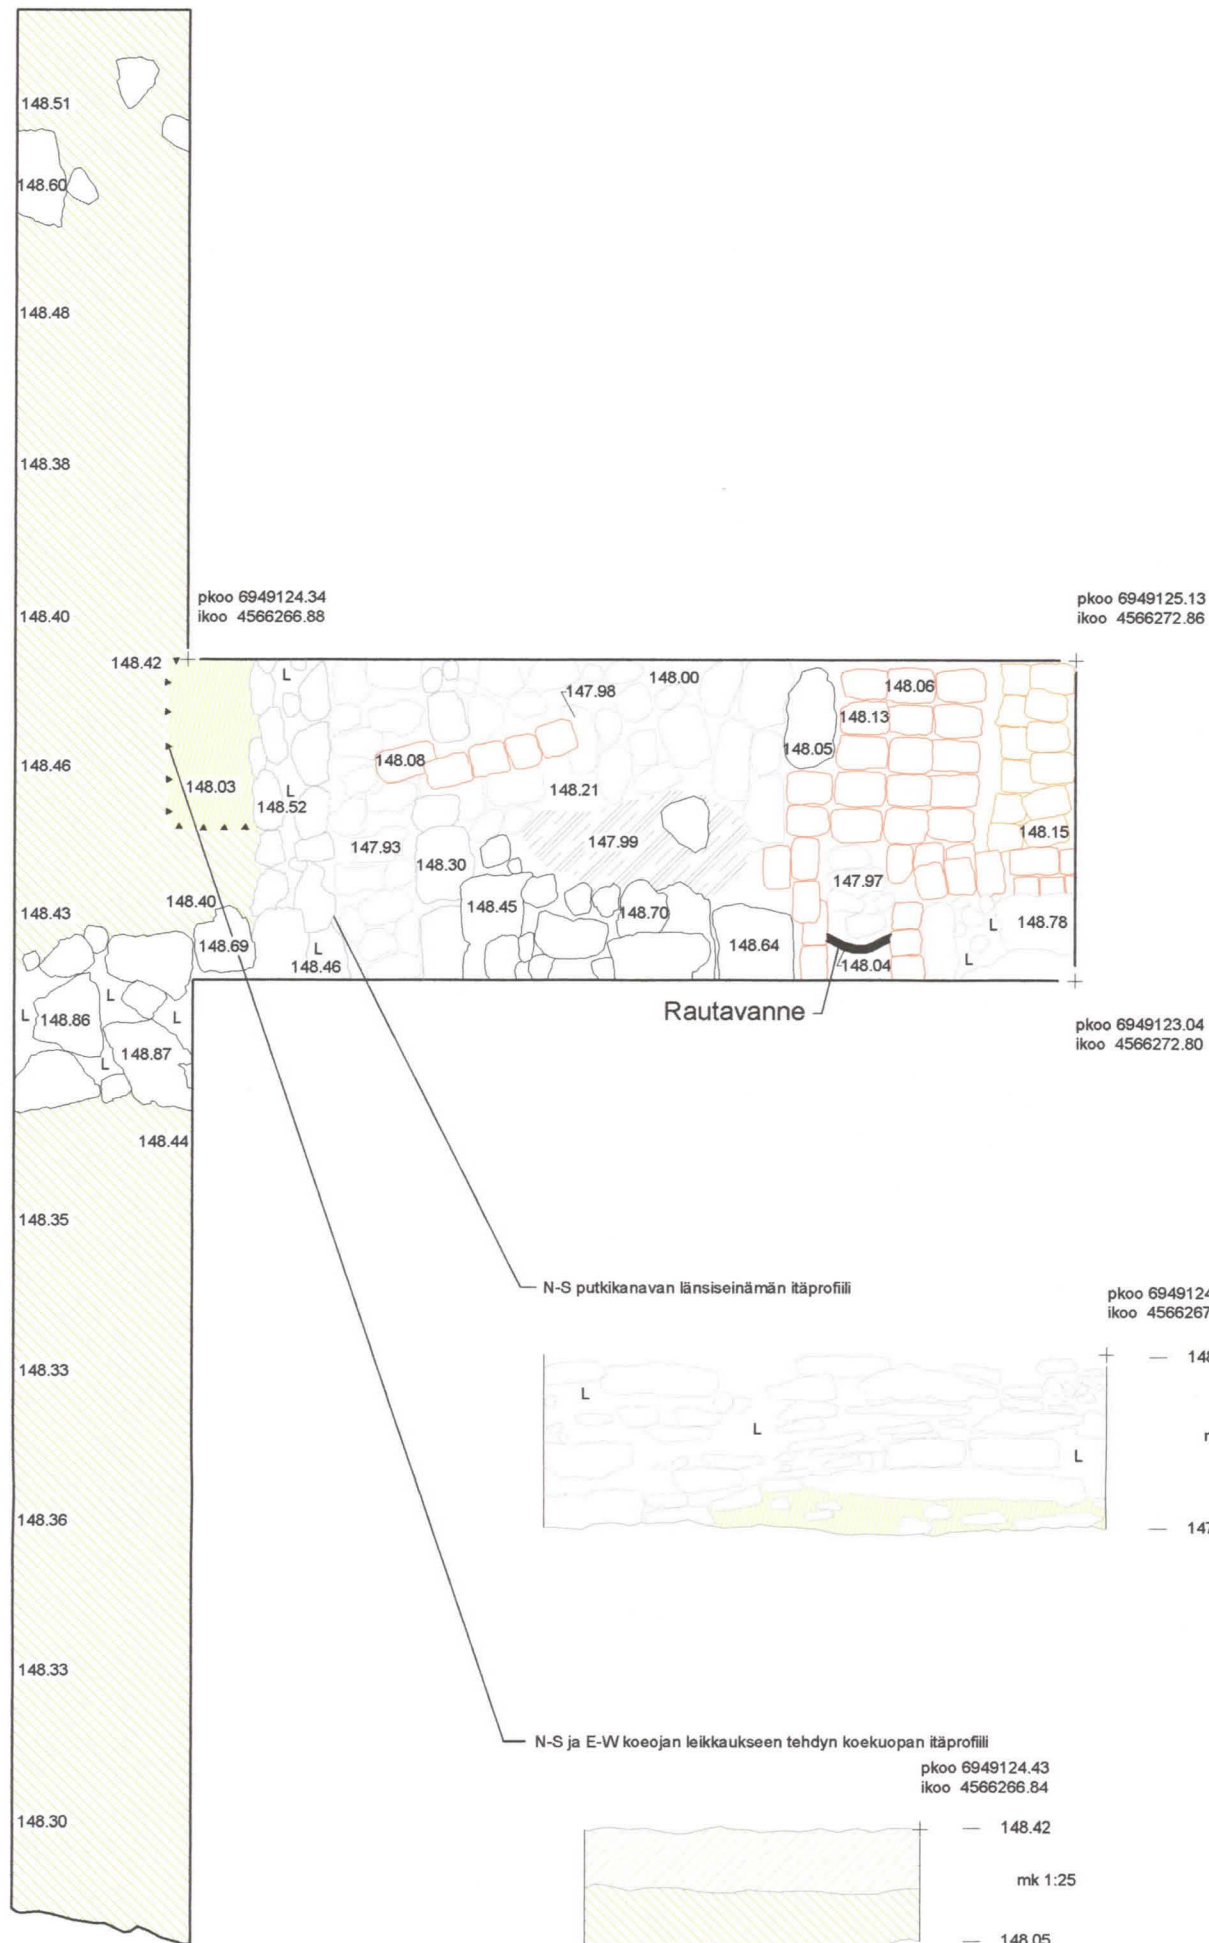 148.51
148.60
148.48
148.38
148.40
pkoo 6949124.34
ikoo 4566266.88
pkoo 6949125.13
ikoo 4566272.86
148.42
L
147.98
148.00
148.06
148.13
148.05
148.46
148.08
148.03
L
148.52
148.21
148.15
147.93
147.99
148.30
147.97
148.43
148.40
148.45
148.70
148.78
L
148.69
148.64
L
148.46
148.04
L
Rautavanne
L
L
148.86
L
148.87
L
pkoo 6949123.04
ikoo 4566272.80
148.44
148.35
N-S putkikanavan länsiseinämän itäprofiili
pkoo 6949124
ikoo 4566267
148.33
148
L
L
L
148.36
147
148.33
N-S ja E-W koeojan leikkaukseen tehdyn koekuopan itäprofiili
pkoo 6949124.43
ikoo 4566266.84
148.30
148.42
mk 1:25
148.05